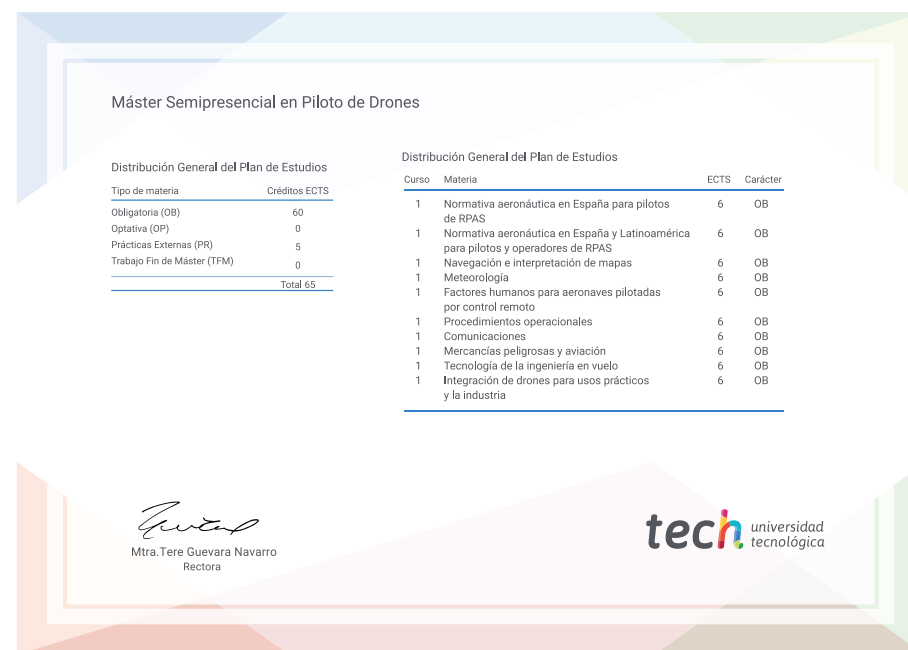 Máster Semipresencial en Piloto de Drones
Distribución General del Plan de Estudios
Tipo de materia Créditos ECTS
Obligatoria (OB) 60
Optativa (OP) 0
Prácticas Externas (PR) 5
Trabajo Fin de Máster (TFM) 0
Total 65
Distribución General del Plan de Estudios
Curso Materia ECTS Carácter
1 Normativa aeronáutica en España para pilotos 6 OB
de RPAS
1 Normativa aeronáutica en España y Latinoamérica 6 OB
para pilotos y operadores de RPAS
1 Navegación e interpretación de mapas 6 OB
1 Meteorología 6 OB
1 Factores humanos para aeronaves pilotadas 6 OB
por control remoto
1 Procedimientos operacionales 6 OB
1 Comunicaciones 6 OB
1 Mercancías peligrosas y aviación 6 OB
1 Tecnología de la ingeniería en vuelo 6 OB
1 Integración de drones para usos prácticos 6 OB
y la industria
Mtra.Tere Guevara Navarro
Rectora
tech universidad
tecnológica